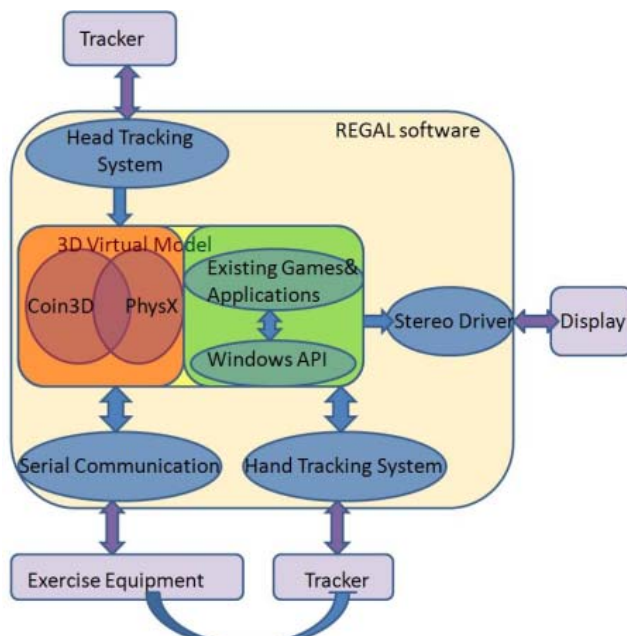 Tracker
REGAL software
Head Tracking
System
3D Virtual Model
Coin3D
PhysX
Existing Games&
Applications
Windows API
Stereo Driver
Display
Serial Communication
Hand Tracking System
Exercise Equipment
Tracker